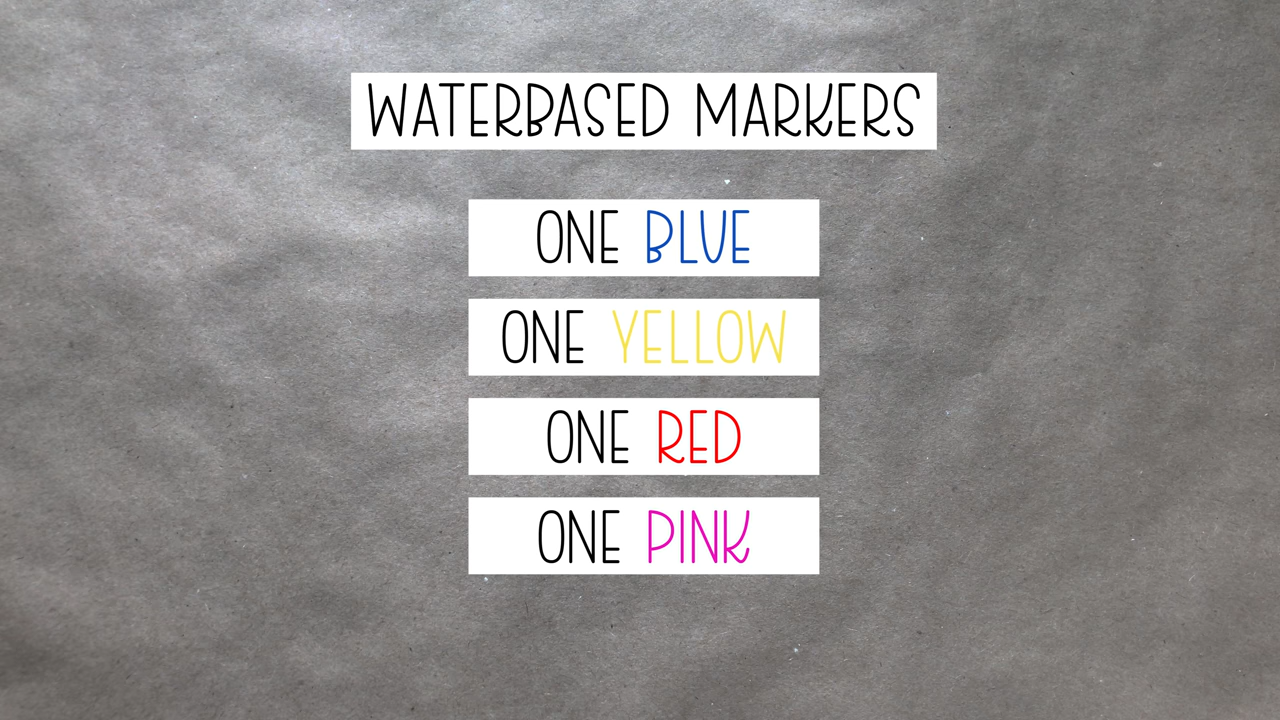 WATERBASED MARKERS
ONE BLUE
ONE YELLOW
ONE RED
ONE PINK